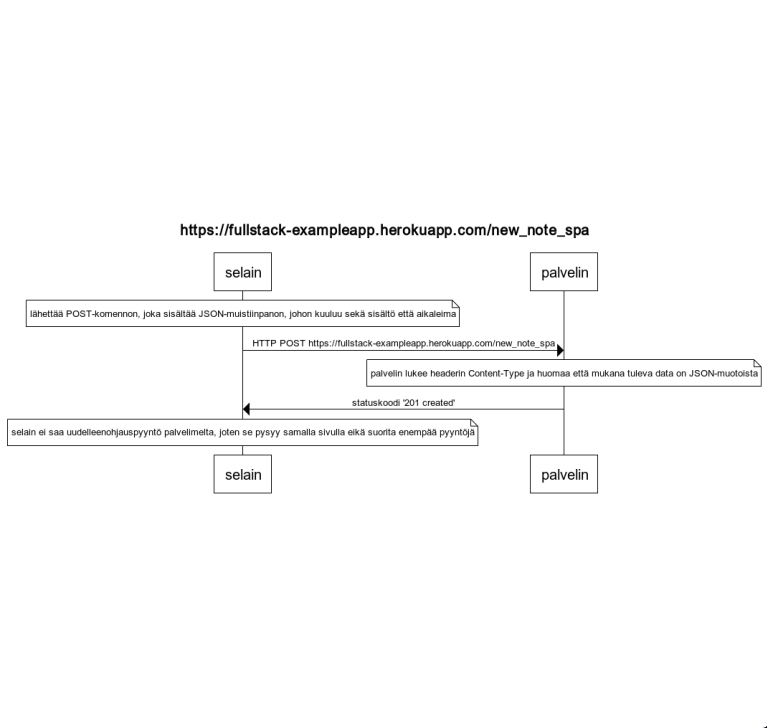 https://fullstack-exampleapp.herokuapp.com/new_note_spa
selain
palvelin
lähettää POST-komennon, joka sisältää JSON-muistiinpanon, johon kuuluu sekä sisältö että aikaleima
HTTP POST https://fullstack-exampleapp.herokuapp.com/new_note_spa
palvelin lukee headerin Content-Type ja huomaa että mukana tuleva data on JSON-muotoista
statuskoodi '201 created'
selain ei saa uudelleenohjauspyyntö palvelimelta, joten se pysyy samalla sivulla eikä suorita enempää pyyntöjä
selain
palvelin